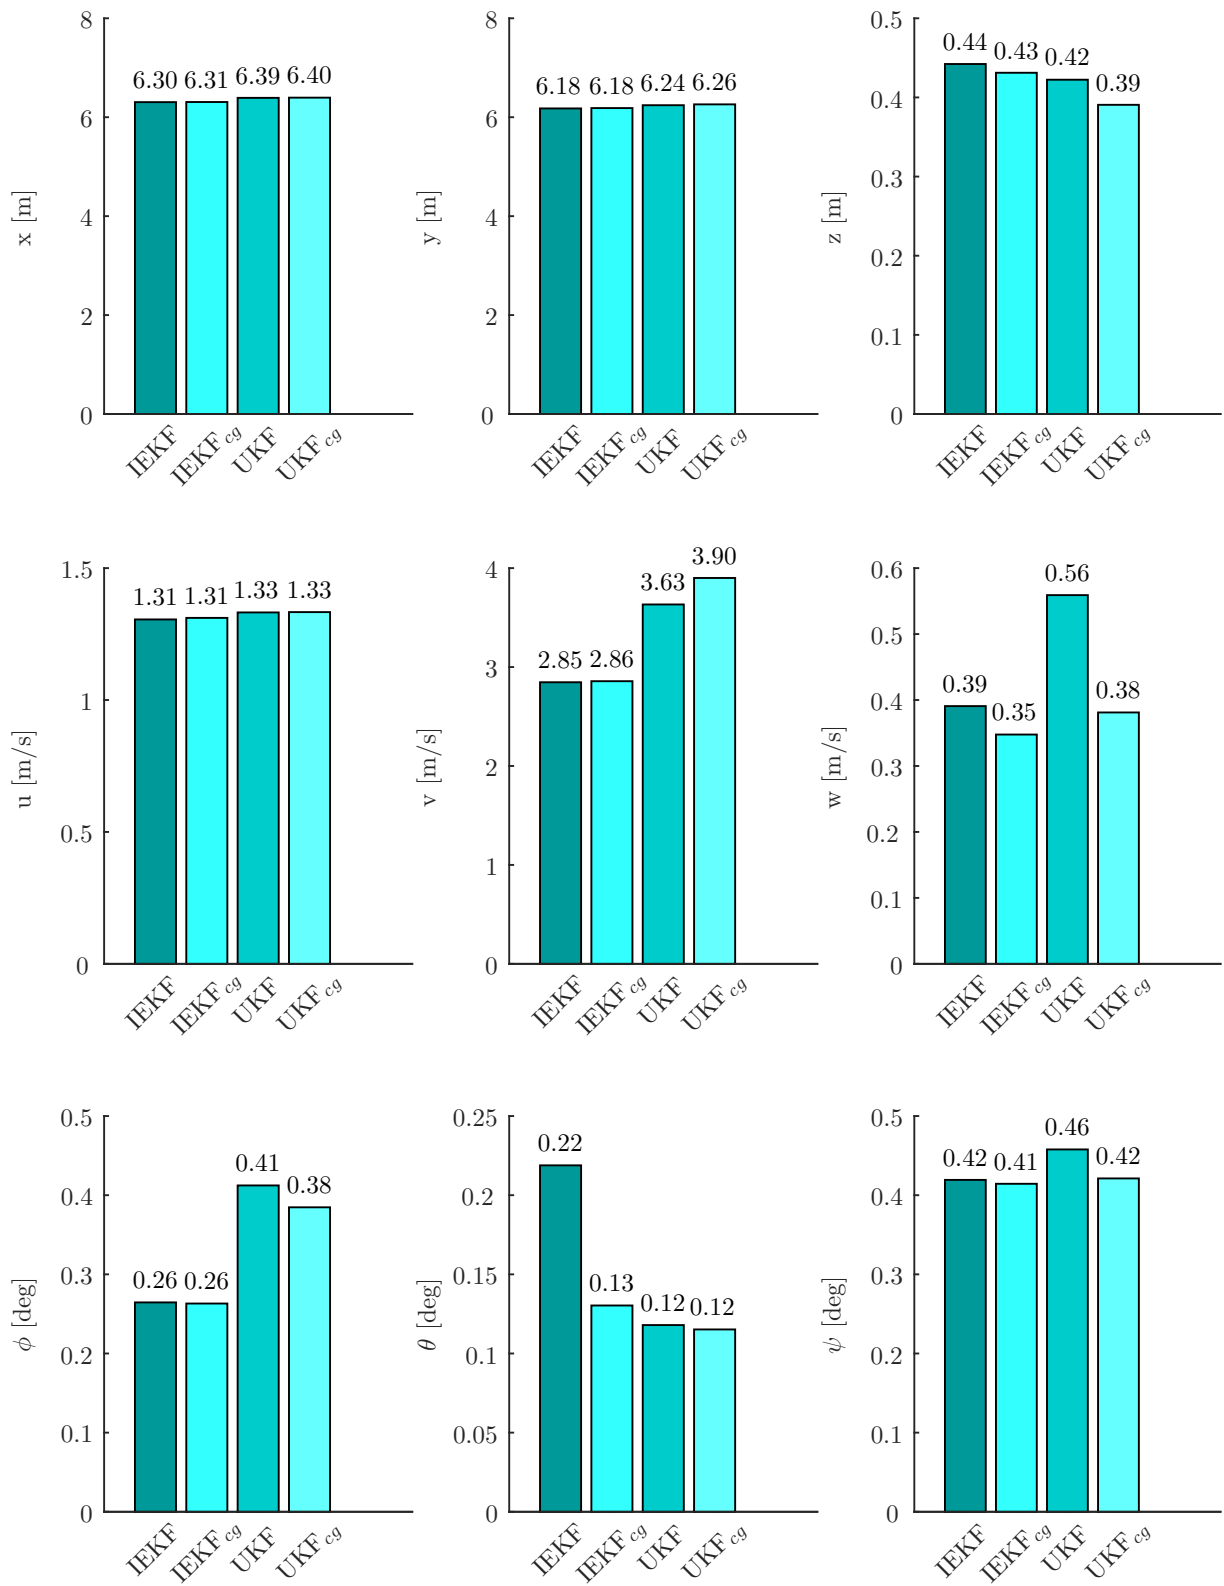 x [m]
8
6
4
2
0
6.30 6.31 6.39 6.40
IEKF IEKF cg UKF UKF cg
y [m]
8
6
4
2
0
6.18 6.18 6.24 6.26
IEKF IEKF cg UKF UKF cg
z [m]
0.5
0.4
0.3
0.2
0.1
0
0.44 0.43 0.42 0.39
IEKF IEKF cg UKF UKF cg
u [m/s]
1.5
1
0.5
0
1.31 1.31 1.33 1.33
IEKF IEKF cg UKF UKF cg
v [m/s]
4
3
2
1
0
2.85 2.86 3.63 3.90
IEKF IEKF cg UKF UKF cg
w [m/s]
0.6
0.5
0.4
0.3
0.2
0.1
0
0.39 0.35 0.56 0.38
IEKF IEKF cg UKF UKF cg
ϕ [deg]
0.5
0.4
0.3
0.2
0.1
0
0.26 0.26 0.41 0.38
IEKF IEKF cg UKF UKF cg
θ [deg]
0.25
0.2
0.15
0.1
0.05
0
0.22 0.13 0.12 0.12
IEKF IEKF cg UKF UKF cg
ψ [deg]
0.5
0.4
0.3
0.2
0.1
0
0.42 0.41 0.46 0.42
IEKF IEKF cg UKF UKF cg